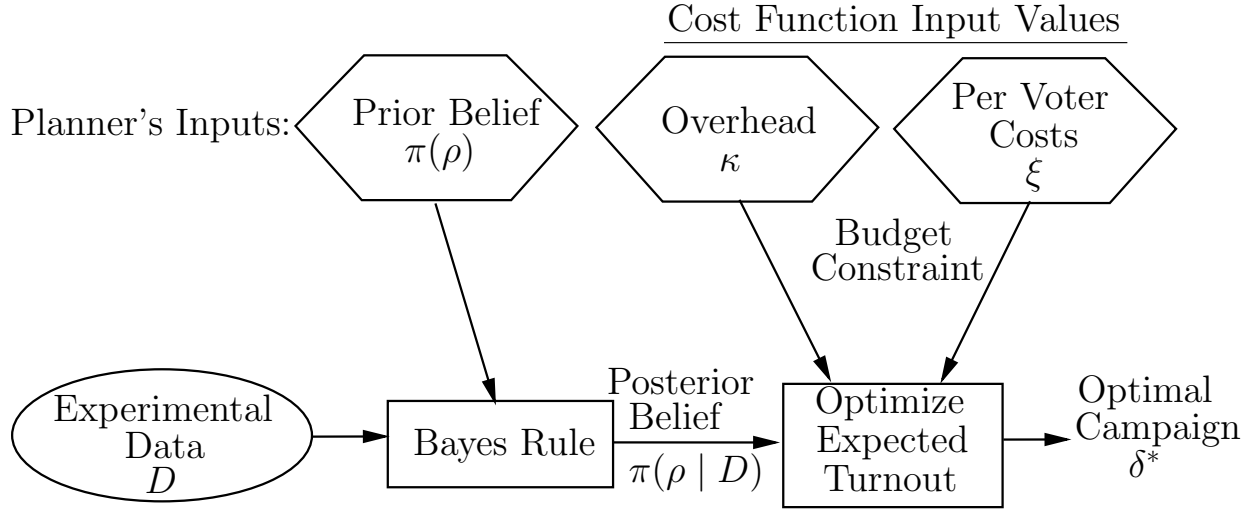 Cost Function Input Values
Planner's Inputs:
Prior Belief
π(ρ)
Overhead
κ
Per Voter
Costs
ξ
Budget
Constraint
Experimental
Data
D
Bayes Rule
Posterior
Belief
π(ρ | D)
Optimize
Expected
Turnout
Optimal
Campaign
δ*